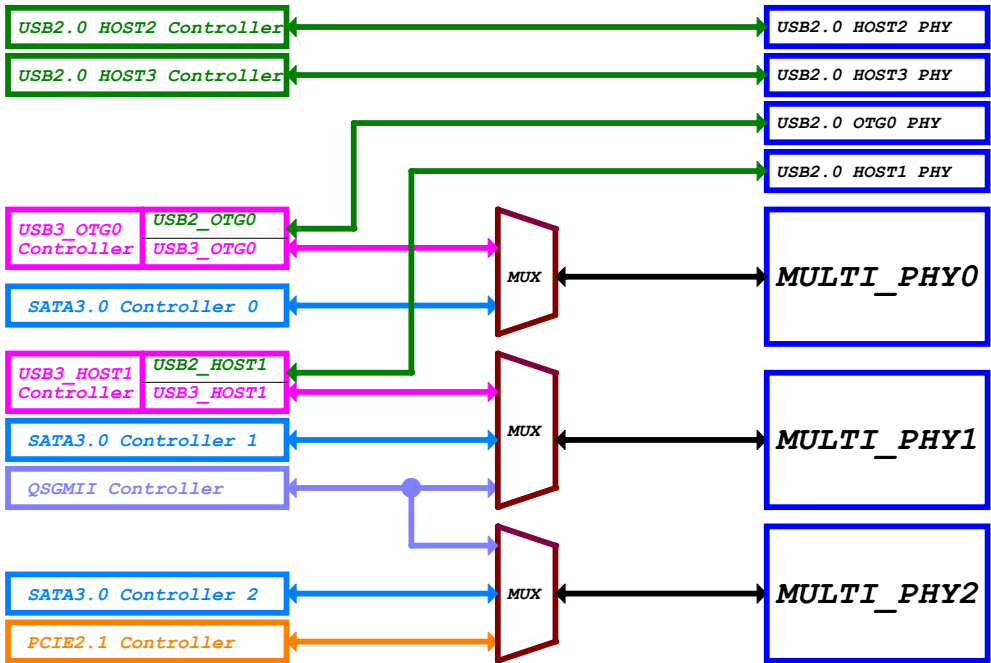 USB2.0 HOST2 Controller
USB2.0 HOST2 PHY
USB2.0 HOST3 Controller
USB2.0 HOST3 PHY
USB2.0 OTG0 PHY
USB2.0 HOST1 PHY
USB3_OTG0
Controller
USB2_OTG0
USB3_OTG0
MUX
MULTI_PHY0
SATA3.0 Controller 0
USB3_HOST1
Controller
USB2_HOST1
USB3_HOST1
MUX
MULTI_PHY1
SATA3.0 Controller 1
QSGMII Controller
SATA3.0 Controller 2
MUX
MULTI_PHY2
PCIE2.1 Controller